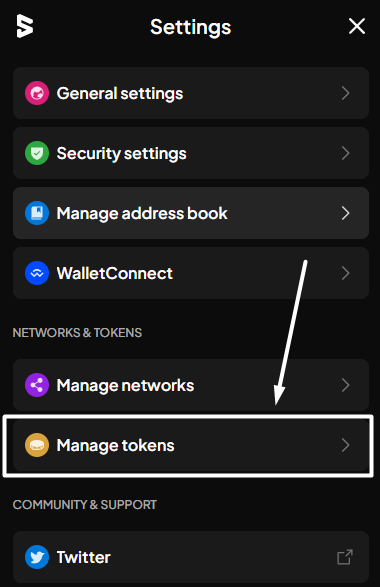 Settings
General settings
Security settings
Manage address book
WalletConnect
NETWORKS & TOKENS
Manage networks
Manage tokens
COMMUNITY & SUPPORT
Twitter